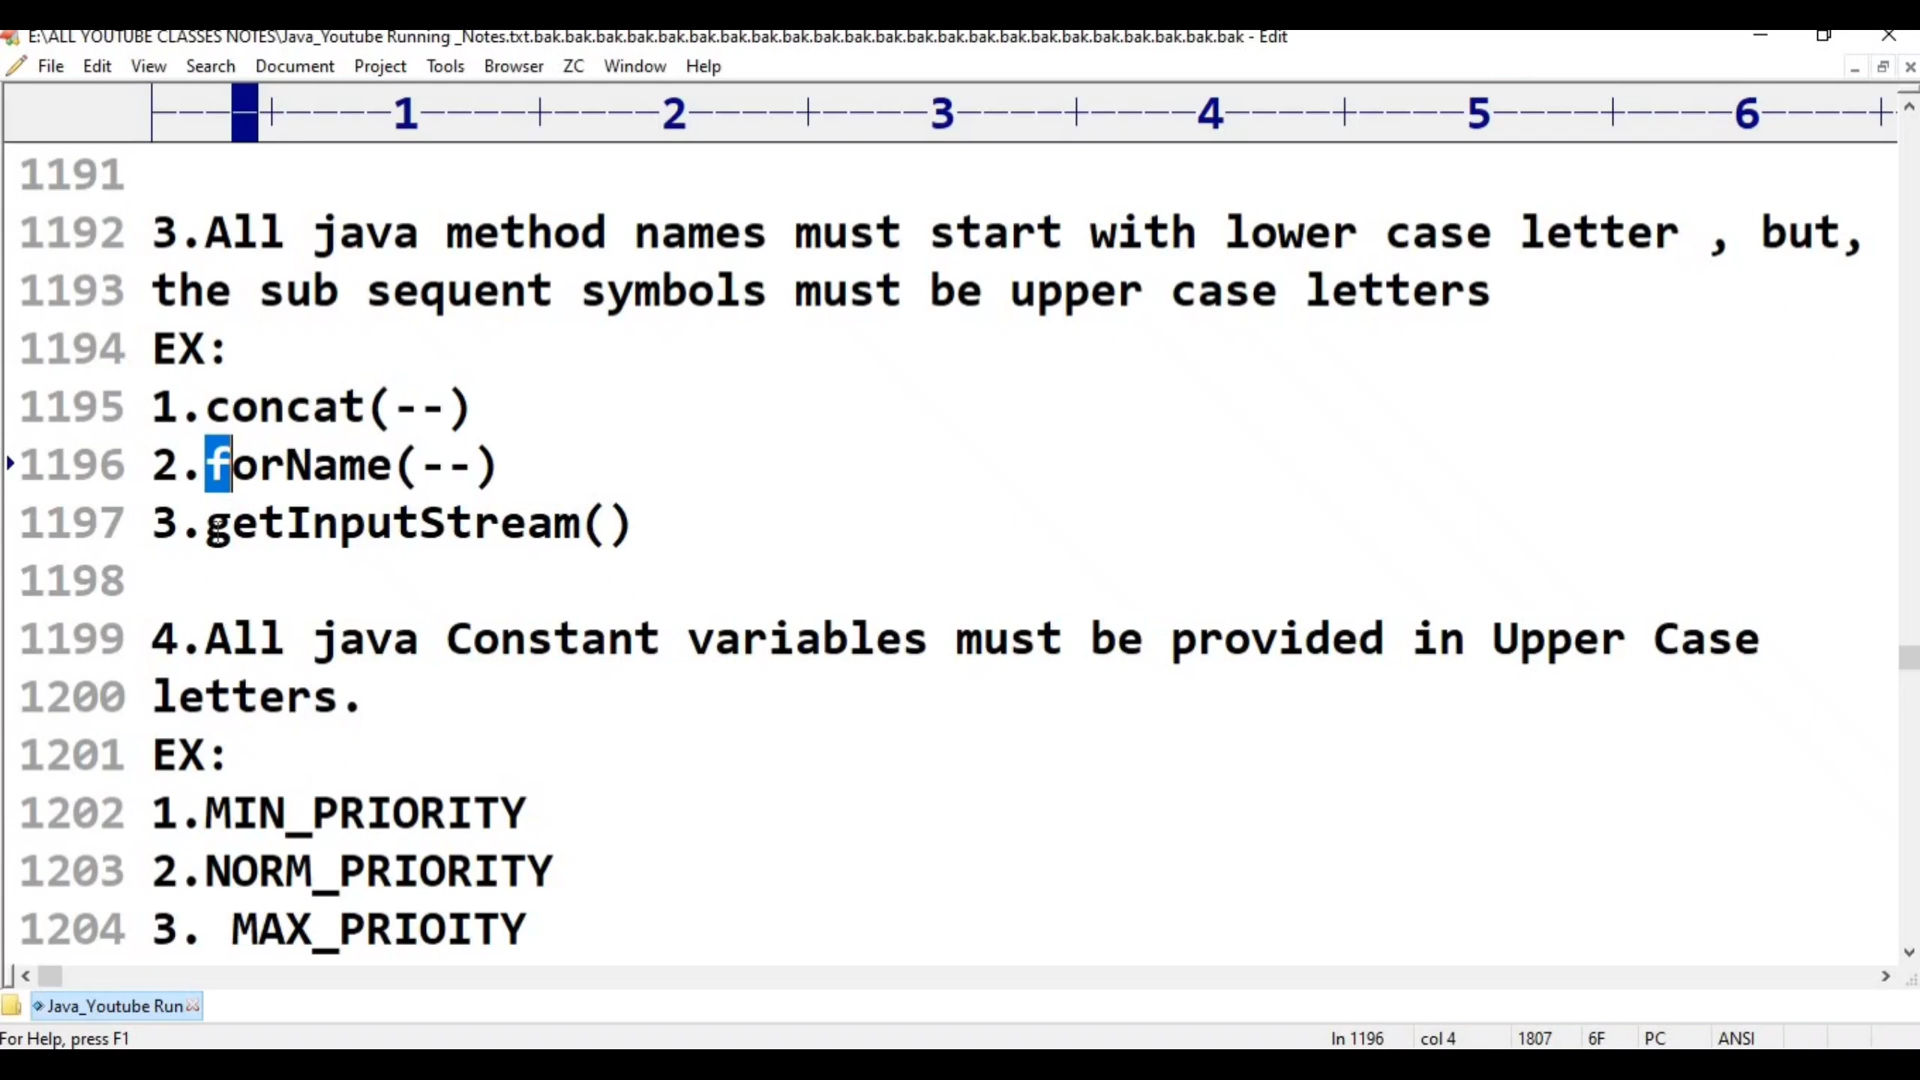 E:\ALL YOUTUBE CLASSES NOTES\Java_Youtube Running _Notes.txt.bak.bak.bak.bak.bak.bak.bak.bak.bak.bak.bak.bak.bak.bak.bak.bak.bak.bak.bak.bak.bak.bak.bak - Edit
File Edit View Search Document Project Tools Browser ZC Window Help
1 2 3 4 5 6
1191
1192 3.All java method names must start with lower case letter , but,
1193 the sub sequent symbols must be upper case letters
1194 EX:
1195 1.concat(--)
1196 2.forName(--)
1197 3.getInputStream()
1198
1199 4.All java Constant variables must be provided in Upper Case
1200 letters.
1201 EX:
1202 1.MIN_PRIORITY
1203 2.NORM_PRIORITY
1204 3. MAX_PRIOITY
Java_Youtube Run
For Help, press F1 ln 1196 col 4 1807 6F PC ANSI